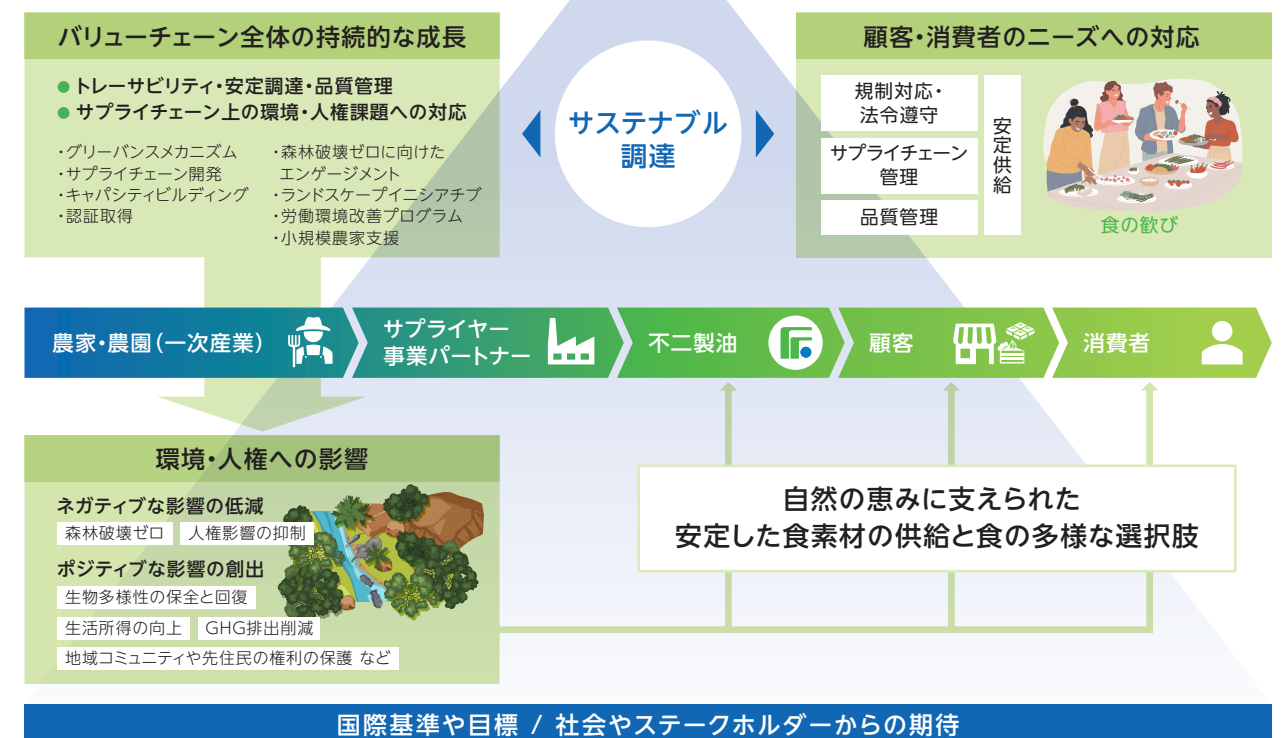 バリューチェーン全体の持続的な成長
● トレーサビリティ・安定調達・品質管理
● サプライチェーン上の環境・人権課題への対応
・グリーバンスメカニズム
・サプライチェーン開発
・キャパシティビルディング
・認証取得
・森林破壊ゼロに向けた
エンゲージメント
・ランドスケープイニシアチブ
・労働環境改善プログラム
・小規模農家支援
サステナブル
調達
顧客・消費者のニーズへの対応
規制対応・
法令遵守
サプライチェーン
管理
品質管理
安定供給
食の歓び
農家・農園（一次産業）
サプライヤー
事業パートナー
不二製油
顧客
消費者
環境・人権への影響
ネガティブな影響の低減
森林破壊ゼロ
人権影響の抑制
ポジティブな影響の創出
生物多様性の保全と回復
生活所得の向上
GHG排出削減
地域コミュニティや先住民の権利の保護 など
自然の恵みに支えられた
安定した食素材の供給と食の多様な選択肢
国際基準や目標 / 社会やステークホルダーからの期待